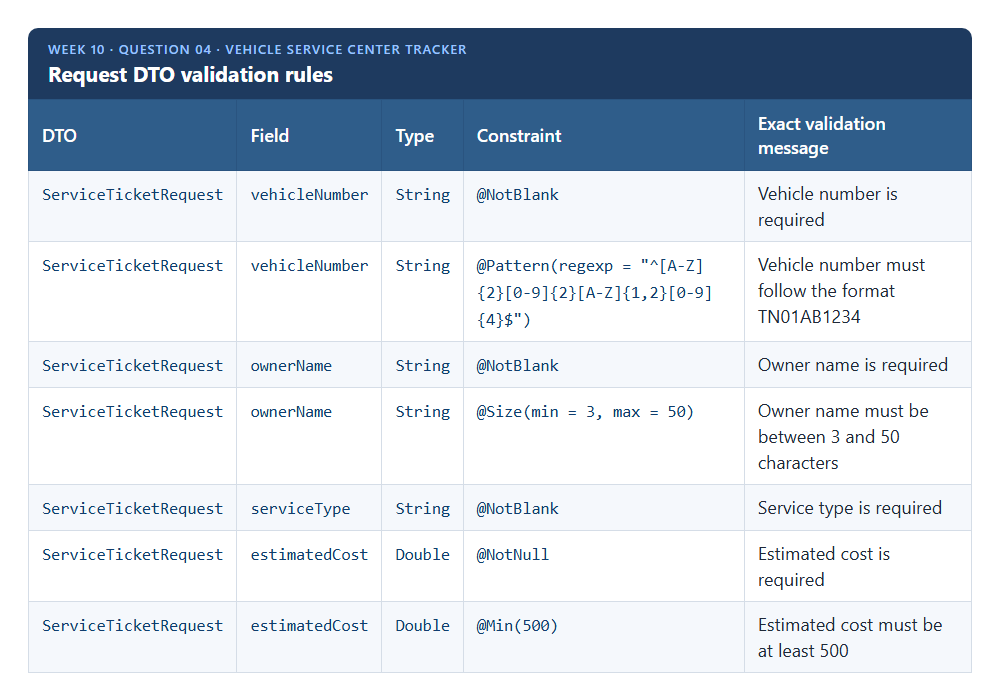 WEEK 10 · QUESTION 04 · VEHICLE SERVICE CENTER TRACKER
Request DTO validation rules
DTO Field Type Constraint Exact validation
message
ServiceTicketRequest vehicleNumber String @NotBlank Vehicle number is
required
ServiceTicketRequest vehicleNumber String @Pattern(regexp = "^[A-Z] Vehicle number must
{2}[0-9]{2}[A-Z]{1,2}[0-9] follow the format
{4}$") TN01AB1234
ServiceTicketRequest ownerName String @NotBlank Owner name is required
ServiceTicketRequest ownerName String @Size(min = 3, max = 50) Owner name must be
between 3 and 50
characters
ServiceTicketRequest serviceType String @NotBlank Service type is required
ServiceTicketRequest estimatedCost Double @NotNull Estimated cost is
required
ServiceTicketRequest estimatedCost Double @Min(500) Estimated cost must be
at least 500